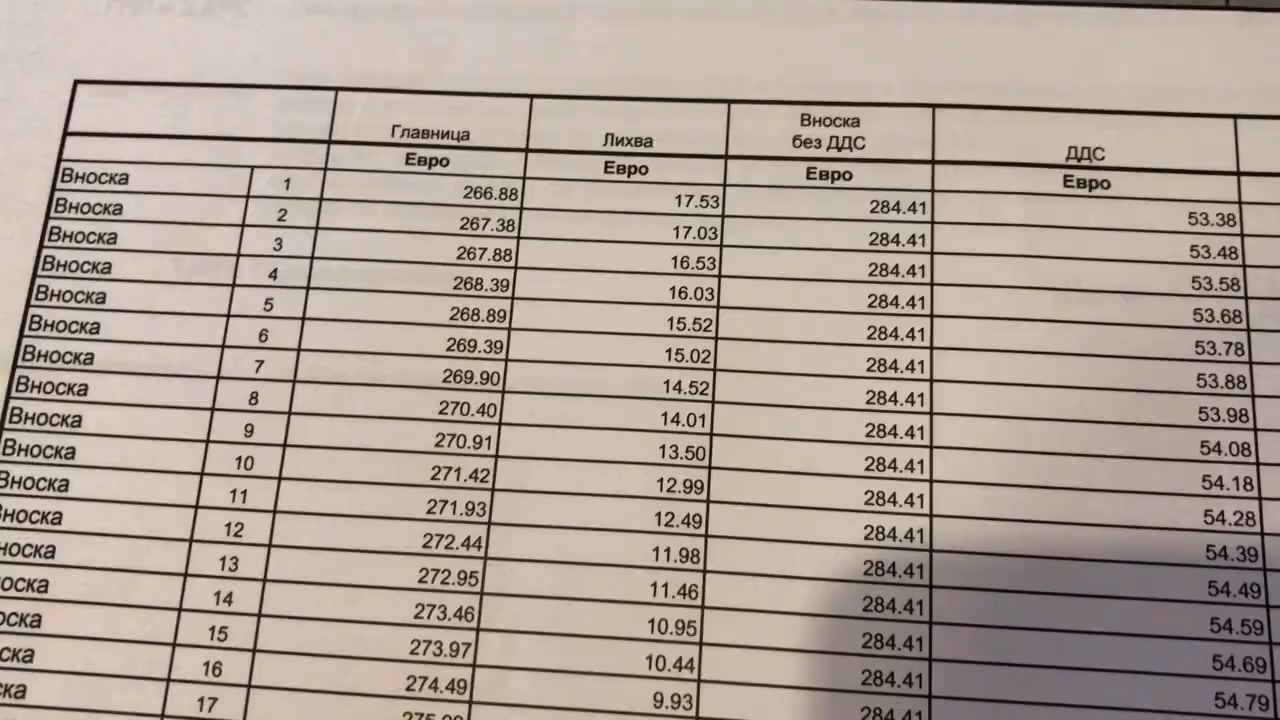 Главница Лихва Вноска без ДДС ДДС
Евро Евро Евро Евро
Вноска 1 266.88 17.53 284.41 53.38
Вноска 2 267.38 17.03 284.41 53.48
Вноска 3 267.88 16.53 284.41 53.58
Вноска 4 268.39 16.03 284.41 53.68
Вноска 5 268.89 15.52 284.41 53.78
Вноска 6 269.39 15.02 284.41 53.88
Вноска 7 269.90 14.52 284.41 53.98
Вноска 8 270.40 14.01 284.41 54.08
Вноска 9 270.91 13.50 284.41 54.18
Вноска 10 271.42 12.99 284.41 54.28
Вноска 11 271.93 12.49 284.41 54.39
Вноска 12 272.44 11.98 284.41 54.49
носка 13 272.95 11.46 284.41 54.59
оска 14 273.46 10.95 284.41 54.69
оска 15 273.97 10.44 284.41 54.79
ска 16 274.49 9.93 284.41
ка 17